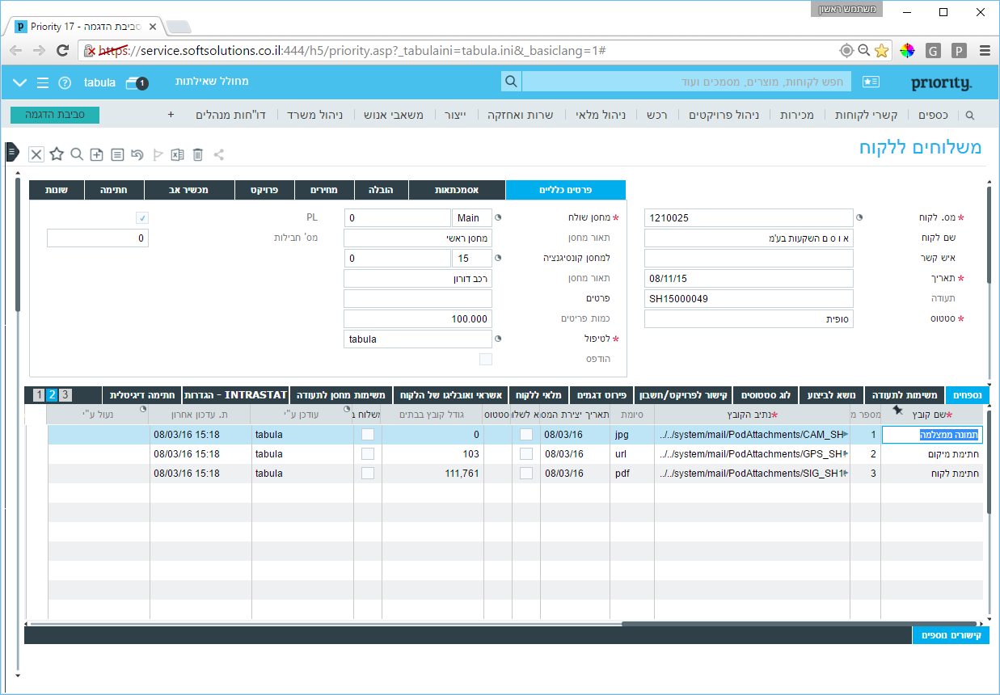 משתמש ראשון
Priority 17 - סביבת הדגמה
https://service.softsolutions.co.il:444/h5/priority.asp?_tabulaini=tabula.ini&_basiclang=1#
priority.
חפש לקוחות, מוצרים, מסמכים ועוד
מחולל שאילתות
1
tabula
כספים
קשרי לקוחות
מכירות
ניהול פרויקטים
רכש
ניהול מלאי
שרות ואחזקה
ייצור
משאבי אנוש
ניהול משרד
דו"חות מנהלים
+
סביבת הדגמה
משלוחים ללקוח
פרטים כלליים
אסמכתאות
הובלה
מחירים
פרויקט
מכשיר אב
חתימה
שונות
*מס. לקוח 1210025
שם לקוח א ו ס ם השקעות בע'מ
איש קשר
*תאריך 08/11/15
תעודה SH15000049
*סטטוס סופית
*מחסן שולח Main 0
תאור מחסן מחסן ראשי
למחסן קונסיגנציה 15 0
תאור מחסן רכב דורון
פרטים
כמות פריטים 100.000
*לטיפול tabula
הודפס
PL
מס' חבילות 0
נספחים
משימות לתעודה
נושא לביצוע
לוג סטטוסים
קישור לפרויקט/חשבון
פירוט דגמים
מלאי ללקוח
אשראי ואובליגו של הלקוח
משימות מחסן לתעודה
INTRASTAT - הגדרות
חתימה דיגיטלית
1 2 3
*שם קובץ מספר מ *נתיב הקובץ סיומת תאריך יצירת המס א לשלו סטטוס גודל קובץ בבתים משלוח ב עודכן ע"י ת. עדכון אחרון נעול ע"י
תמונה ממצלמה 1 ../../system/mail/PodAttachments/CAM_SH jpg 08/03/16 0 tabula 08/03/16 15:18
חתימת מיקום 2 ../../system/mail/PodAttachments/GPS_SH url 08/03/16 103 tabula 08/03/16 15:18
חתימת לקוח 3 ../../system/mail/PodAttachments/SIG_SH1 pdf 08/03/16 111,761 tabula 08/03/16 15:18
קישורים נוספים